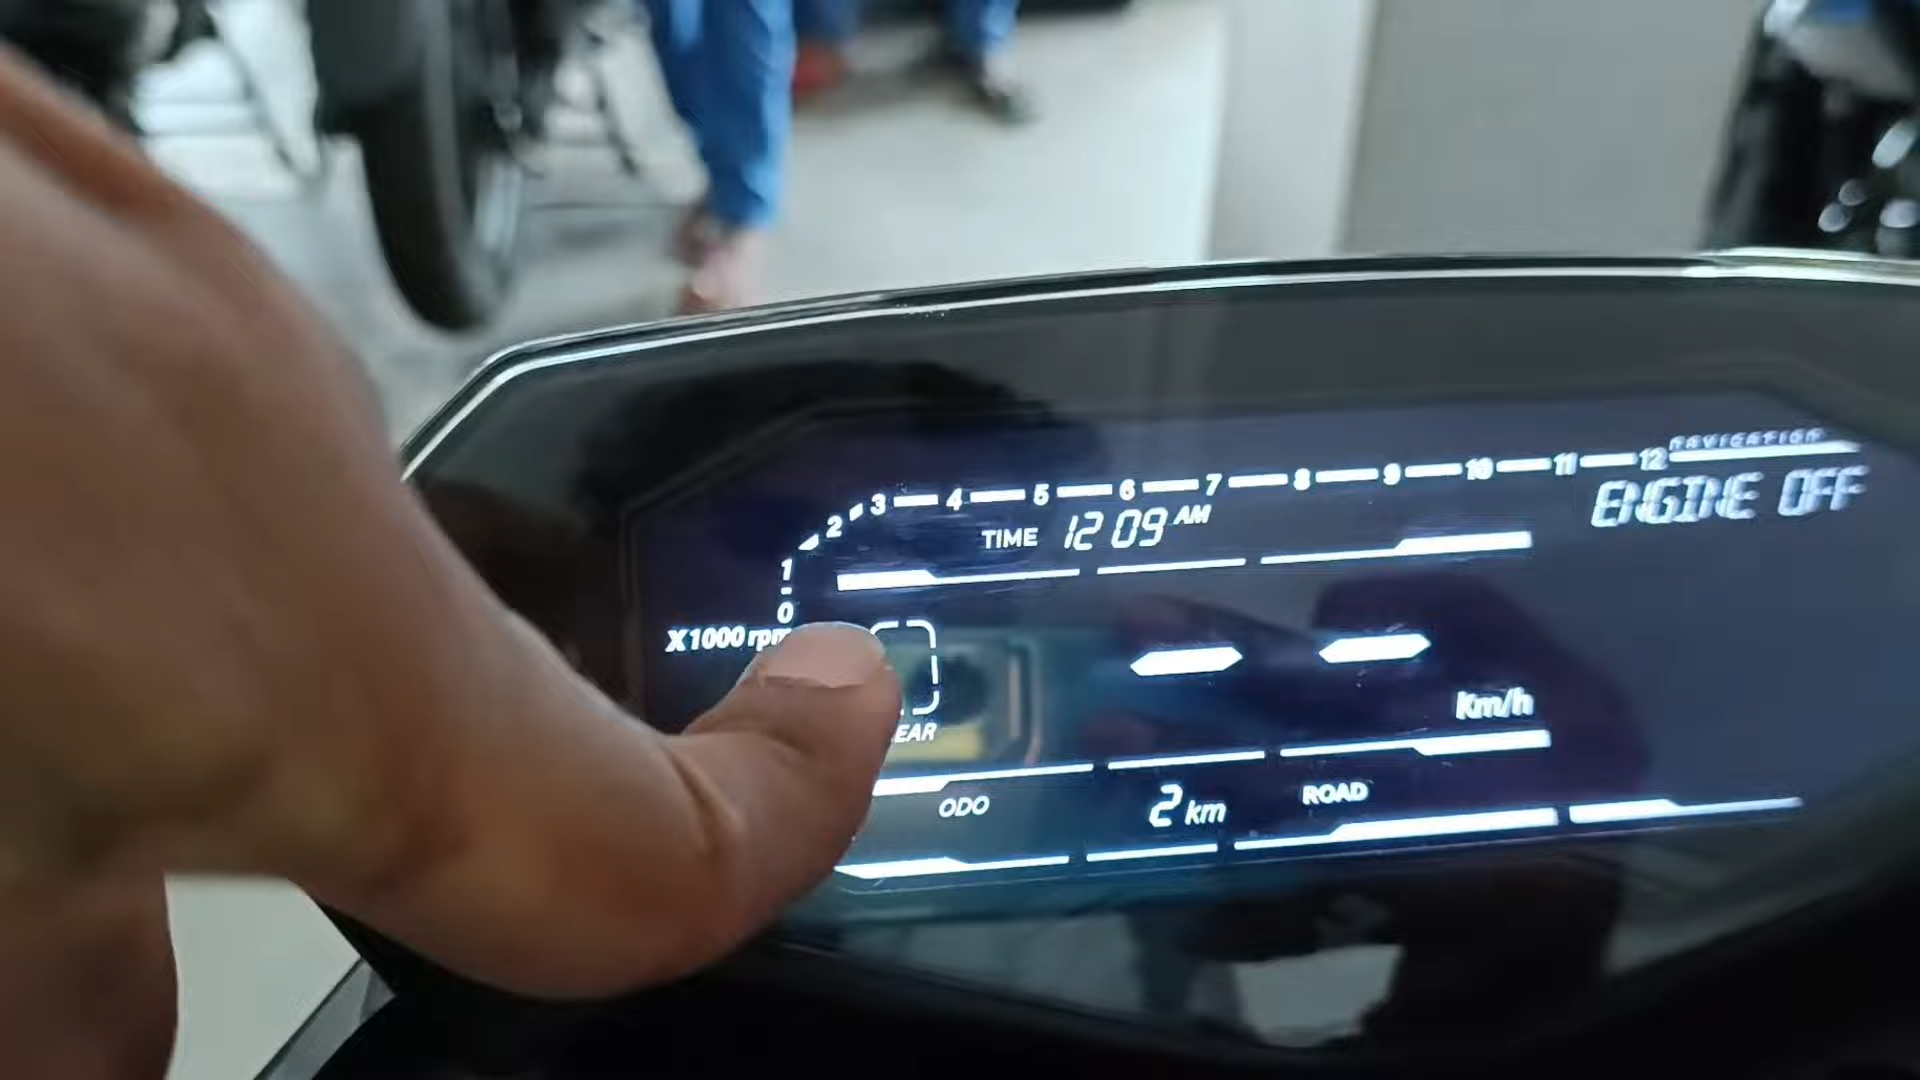 NAVIGATION
0 1 2 3 4 5 6 7 8 9 10 11 12
ENGINE OFF
TIME 12 09 AM
X1000 rpm
EAR
Km/h
ODO 2 km ROAD